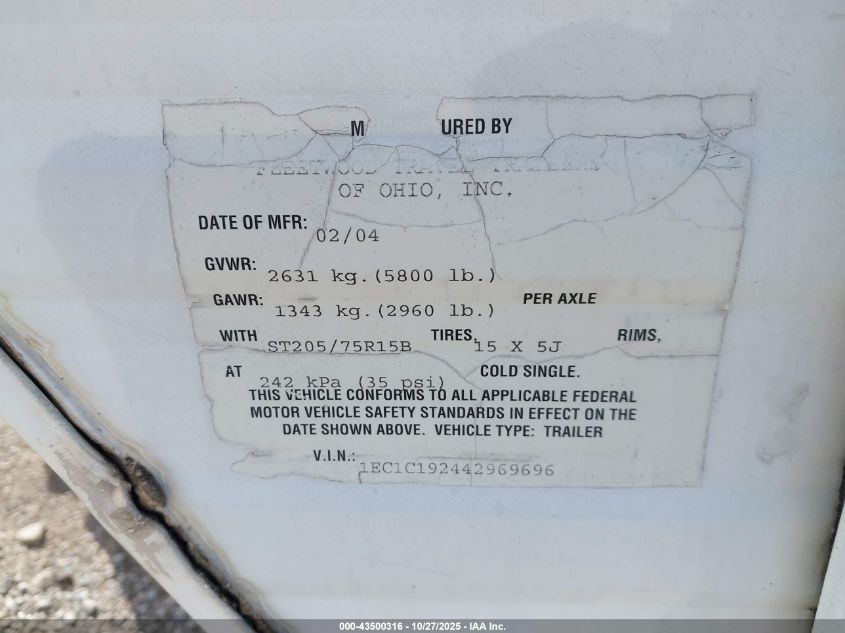 M URED BY
FLEETWOOD TRAVEL TRAILERS
OF OHIO, INC.
DATE OF MFR: 02/04
GVWR: 2631 kg.(5800 lb.)
GAWR: 1343 kg.(2960 lb.) PER AXLE
WITH ST205/75R15B TIRES, 15 X 5J RIMS,
AT 242 kPa (35 psi) COLD SINGLE.
THIS VEHICLE CONFORMS TO ALL APPLICABLE FEDERAL
MOTOR VEHICLE SAFETY STANDARDS IN EFFECT ON THE
DATE SHOWN ABOVE. VEHICLE TYPE: TRAILER
V.I.N.: 1EC1C192442969696
000-43500316 - 10/27/2025 - IAA Inc.